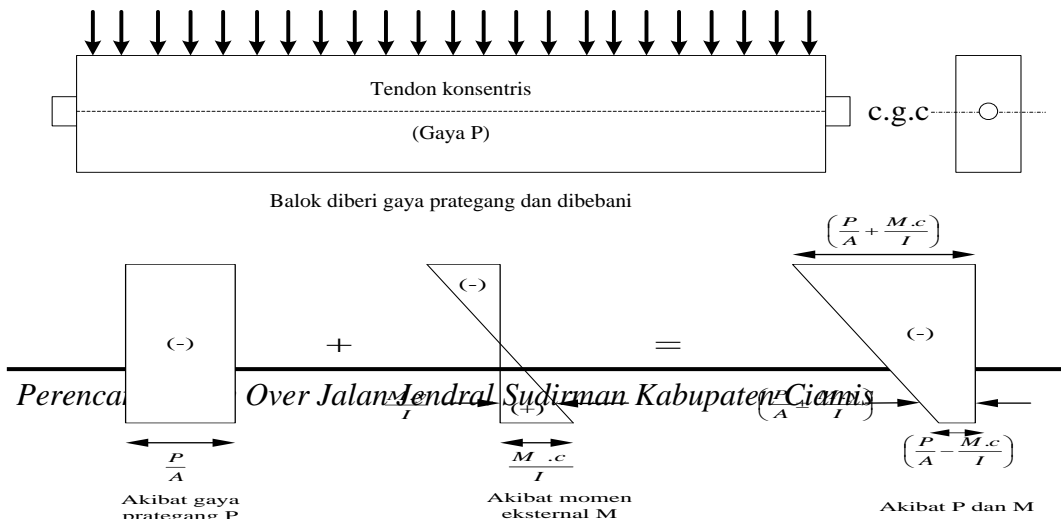 Tendon konsentris
(Gaya P)
c.g.c
Balok diberi gaya prategang dan dibebani
(P/A + M.c/I)
(-)
(-)
(-)
+
=
Over Jalan Jendral Sudirman Kabupaten Ciamis
(+)
P/A
M .c/I
(P/A - M.c/I)
Akibat gaya
prategang P
Akibat momen
eksternal M
Akibat P dan M